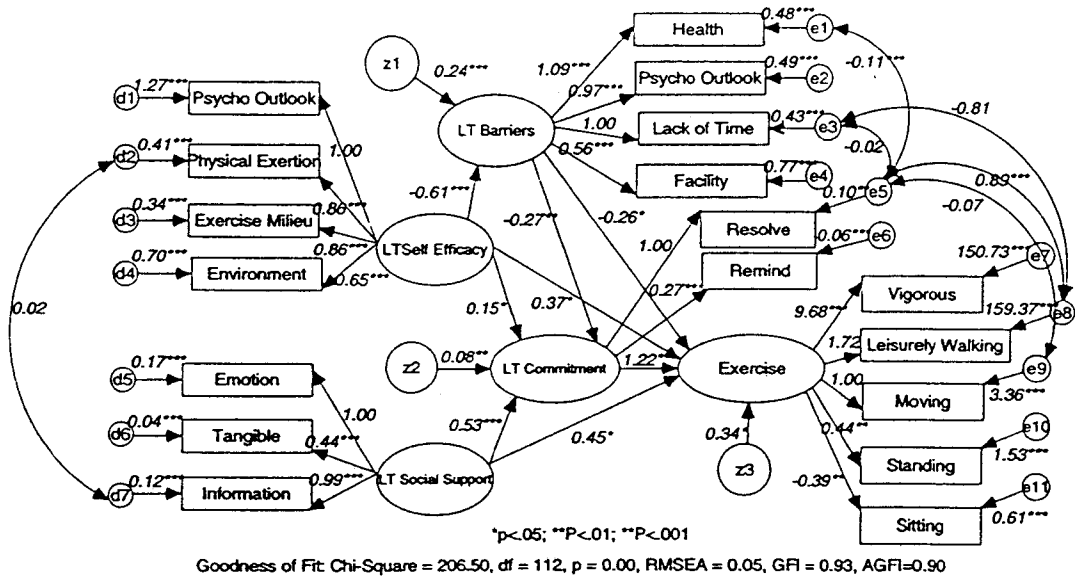 0.48***
Health
e1
z1
0.24***
1.09***
-0.11***
0.49***
Psycho Outlook
e2
0.97***
1.27***
d1
Psycho Outlook
LT Barriers
1.00
0.43***
Lack of Time
e3
-0.81
-0.02
0.56***
0.77***
Facility
e4
0.41***
d2
Physical Exertion
1.00
0.10**
e5
0.89***
-0.07
-0.61***
-0.27**
-0.26*
0.34***
d3
Exercise Milieu
0.86***
Resolve
0.06***
e6
1.00
LTSelf Efficacy
0.70***
d4
Environment
0.86***
0.65***
Remind
0.27***
150.73***
e7
Vigorous
9.68***
0.02
0.15*
0.37*
159.37***
e8
1.72
Leisurely Walking
0.17***
d5
Emotion
z2
0.08**
LT Commitment
1.22**
Exercise
e9
1.00
Moving
3.36***
0.04***
d6
Tangible
1.00
0.44***
0.53***
0.45*
0.34*
z3
0.44**
e10
Standing
1.53***
0.12***
d7
Information
0.99***
LT Social Support
-0.39**
e11
Sitting
0.61***
*p<.05; **P<.01; **P<.001
Goodness of Fit: Chi-Square = 206.50, df = 112, p = 0.00, RMSEA = 0.05, GFI = 0.93, AGFI=0.90